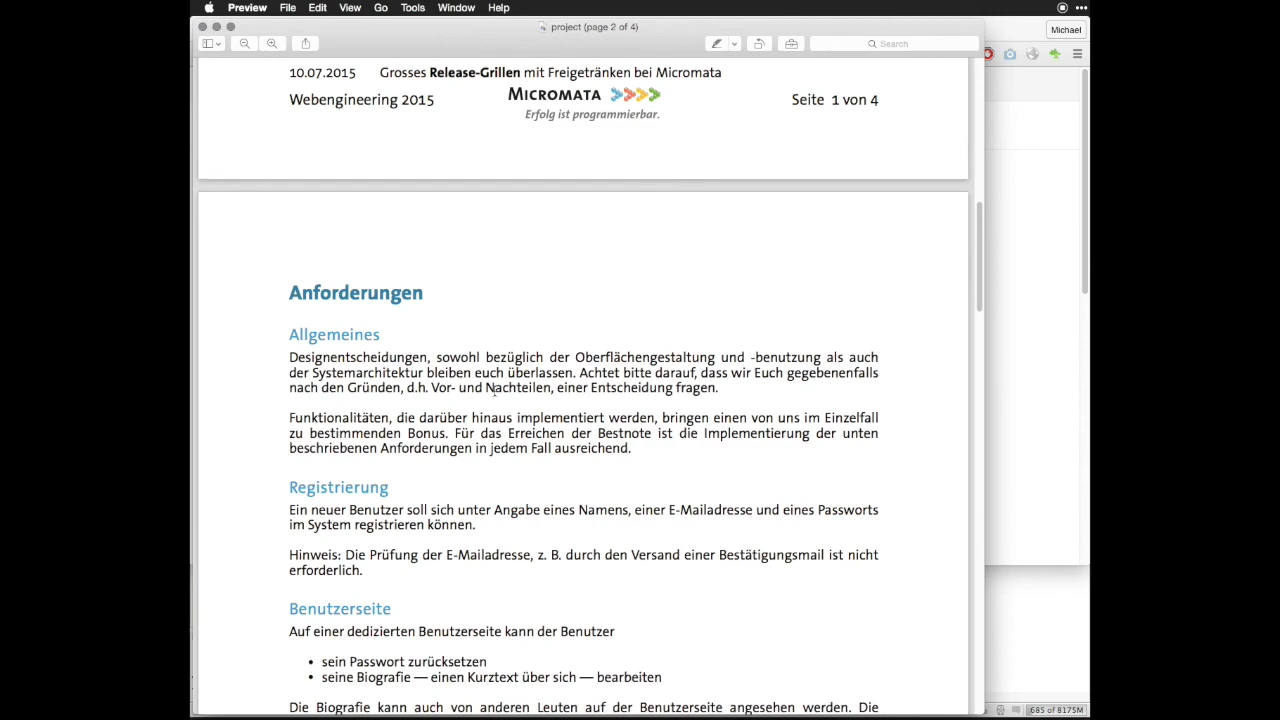 Preview File Edit View Go Tools Window Help
project (page 2 of 4)
Michael
Search
10.07.2015 Grosses Release-Grillen mit Freigetränken bei Micromata
Webengineering 2015 MICROMATA Seite 1 von 4
Erfolg ist programmierbar.
Anforderungen
Allgemeines
Designentscheidungen, sowohl bezüglich der Oberflächengestaltung und -benutzung als auch
der Systemarchitektur bleiben euch überlassen. Achtet bitte darauf, dass wir Euch gegebenenfalls
nach den Gründen, d.h. Vor- und Nachteilen, einer Entscheidung fragen.
Funktionalitäten, die darüber hinaus implementiert werden, bringen einen von uns im Einzelfall
zu bestimmenden Bonus. Für das Erreichen der Bestnote ist die Implementierung der unten
beschriebenen Anforderungen in jedem Fall ausreichend.
Registrierung
Ein neuer Benutzer soll sich unter Angabe eines Namens, einer E-Mailadresse und eines Passworts
im System registrieren können.
Hinweis: Die Prüfung der E-Mailadresse, z. B. durch den Versand einer Bestätigungsmail ist nicht
erforderlich.
Benutzerseite
Auf einer dedizierten Benutzerseite kann der Benutzer
• sein Passwort zurücksetzen
• seine Biografie — einen Kurztext über sich — bearbeiten
Die Biografie kann auch von anderen Leuten auf der Benutzerseite angesehen werden. Die
685 of 8175M